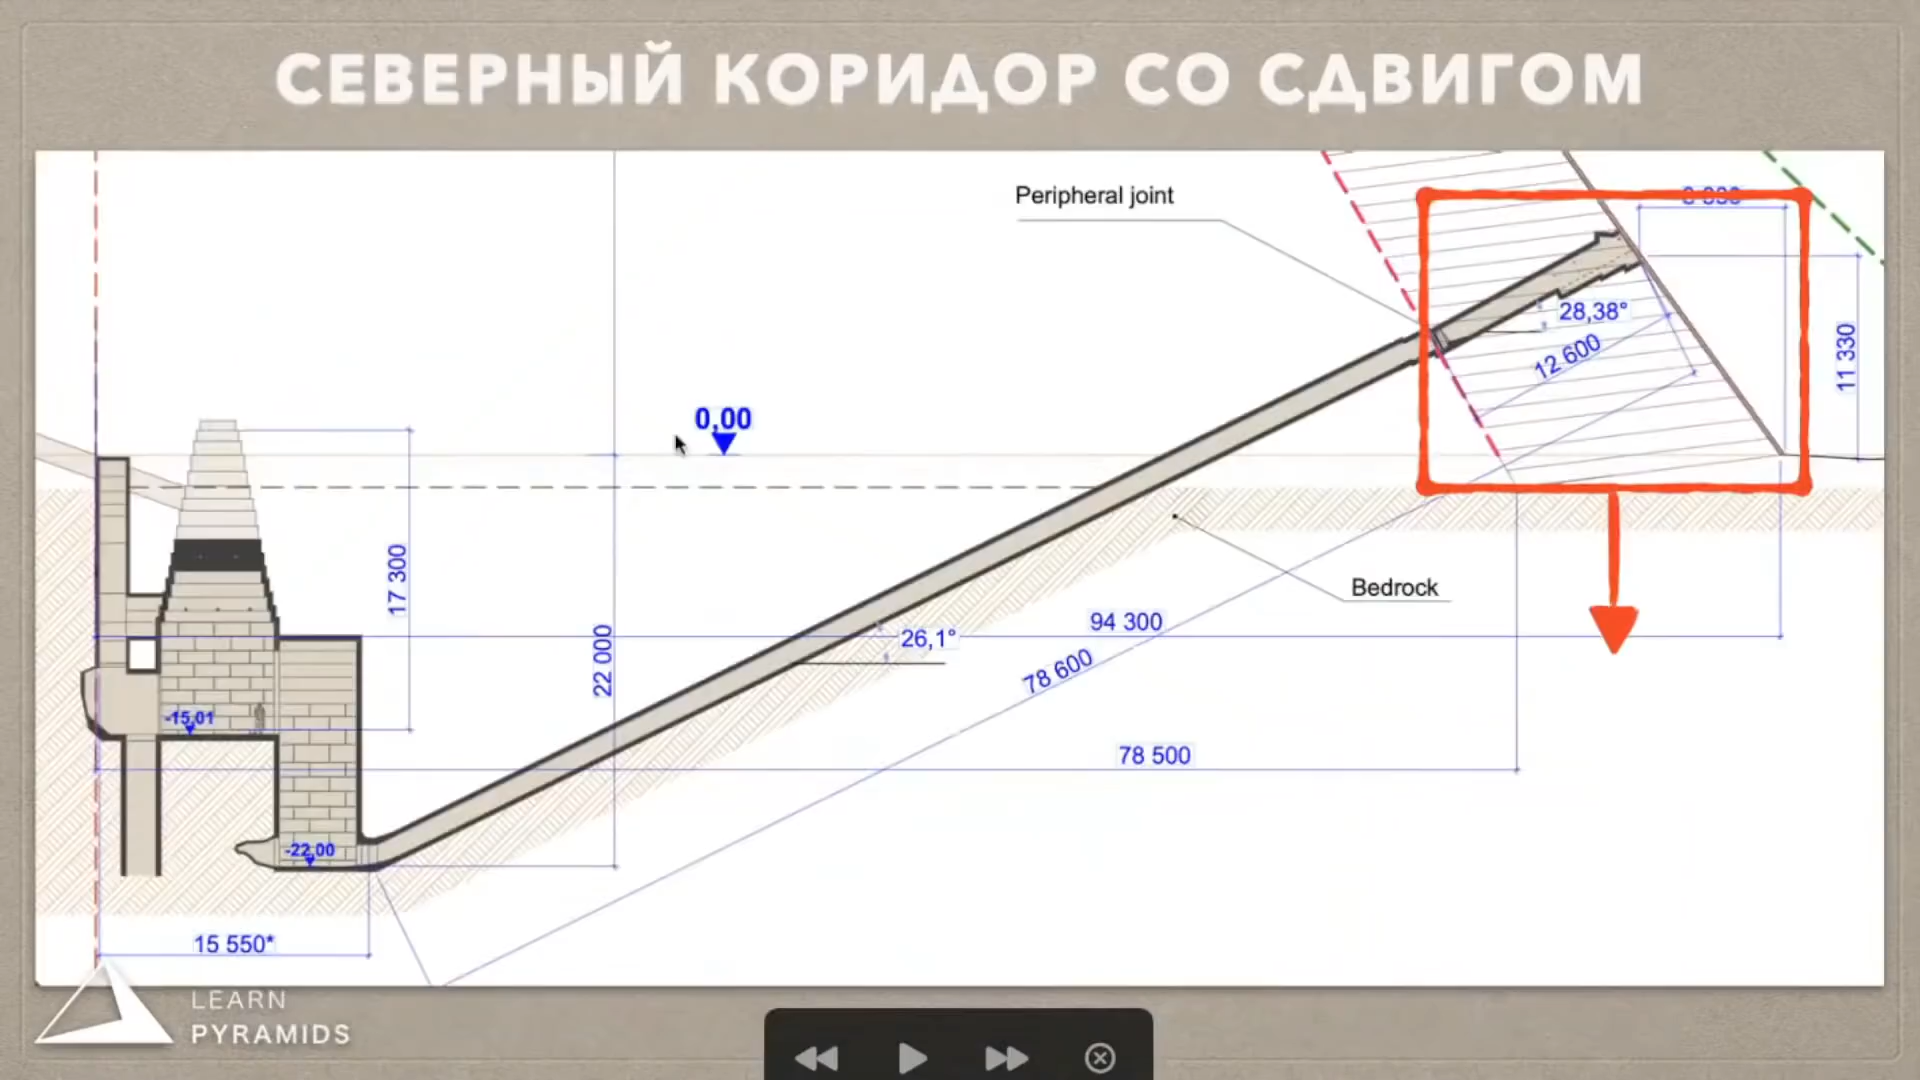 СЕВЕРНЫЙ КОРИДОР СО СДВИГОМ
Peripheral joint
28,38°
12 600
11 330
0,00
17 300
22 000
26,1°
Bedrock
94 300
78 600
-15,01
78 500
-22,00
15 550*
LEARN
PYRAMIDS